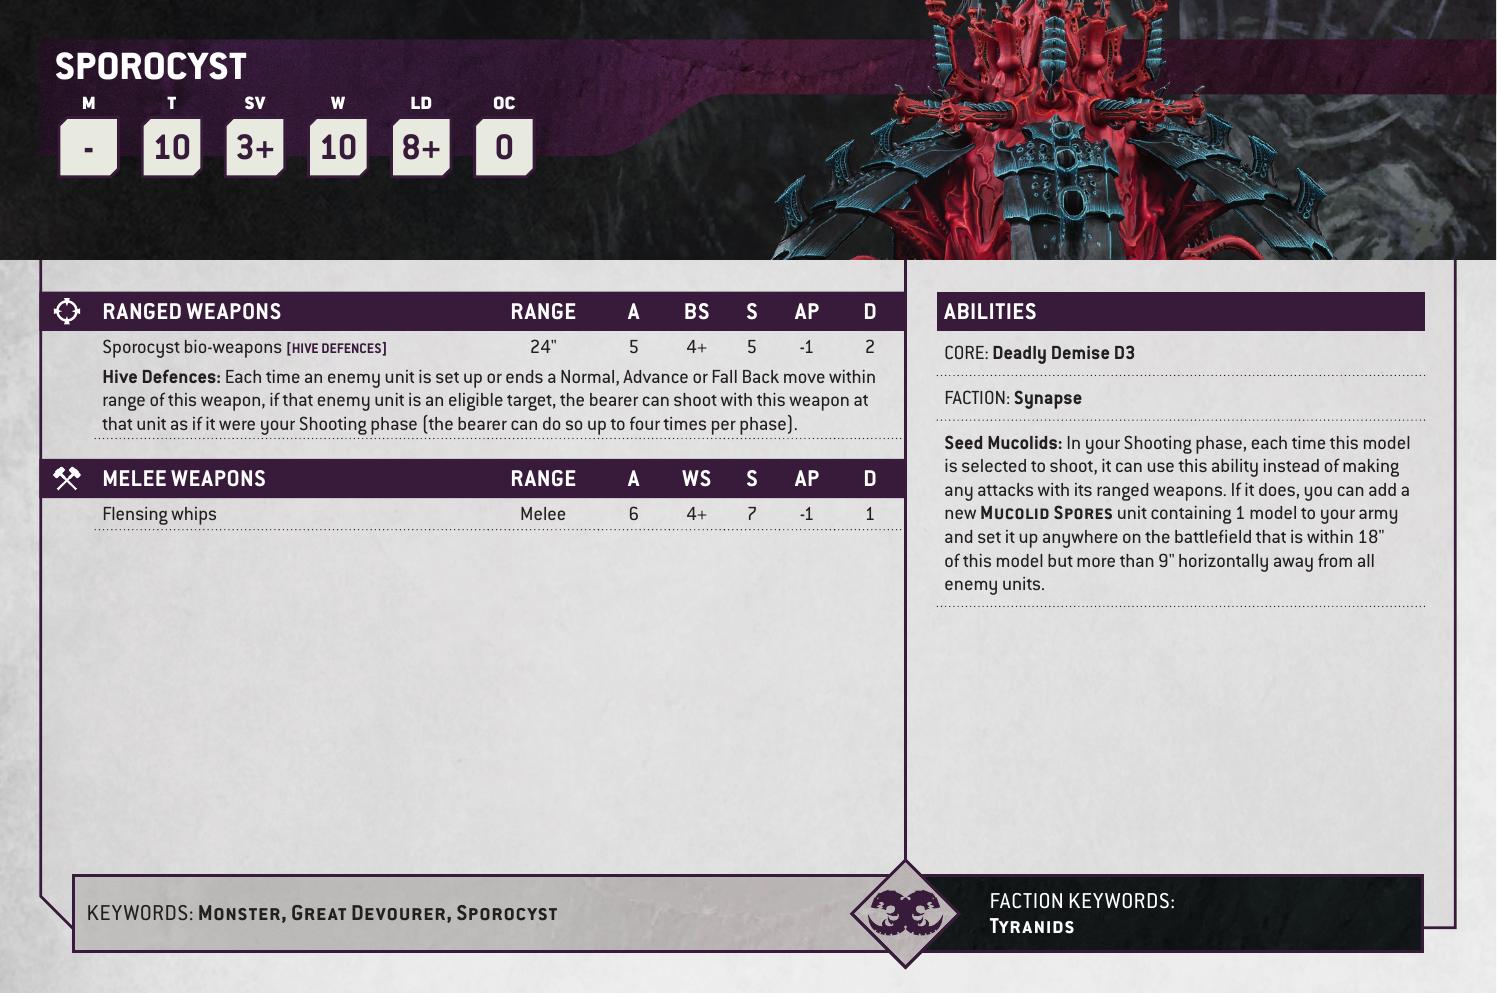 SPOROCYST
M T SV W LD OC
- 10 3+ 10 8+ 0
RANGED WEAPONS RANGE A BS S AP D
Sporocyst bio-weapons [HIVE DEFENCES] 24" 5 4+ 5 -1 2
Hive Defences: Each time an enemy unit is set up or ends a Normal, Advance or Fall Back move within
range of this weapon, if that enemy unit is an eligible target, the bearer can shoot with this weapon at
that unit as if it were your Shooting phase (the bearer can do so up to four times per phase).
MELEE WEAPONS RANGE A WS S AP D
Flensing whips Melee 6 4+ 7 -1 1
ABILITIES
CORE: Deadly Demise D3
FACTION: Synapse
Seed Mucolids: In your Shooting phase, each time this model
is selected to shoot, it can use this ability instead of making
any attacks with its ranged weapons. If it does, you can add a
new MUCOLID SPORES unit containing 1 model to your army
and set it up anywhere on the battlefield that is within 18"
of this model but more than 9" horizontally away from all
enemy units.
KEYWORDS: MONSTER, GREAT DEVOURER, SPOROCYST
FACTION KEYWORDS:
TYRANIDS